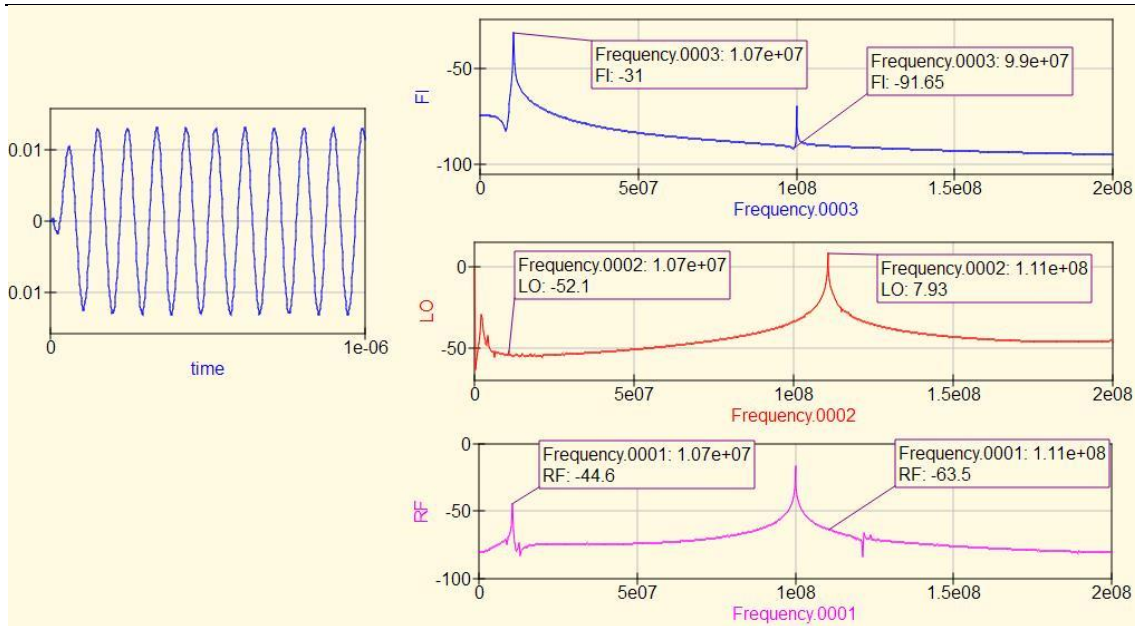 0.01
0
0.01
0
1e-06
time
FI
-50
-100
Frequency.0003: 1.07e+07
FI: -31
Frequency.0003: 9.9e+07
FI: -91.65
0
5e07
1e08
1.5e08
2e08
Frequency.0003
LO
0
-50
Frequency.0002: 1.07e+07
LO: -52.1
Frequency.0002: 1.11e+08
LO: 7.93
0
5e07
1e08
1.5e08
2e08
Frequency.0002
RF
0
-50
-100
Frequency.0001: 1.07e+07
RF: -44.6
Frequency.0001: 1.11e+08
RF: -63.5
0
5e07
1e08
1.5e08
2e08
Frequency.0001